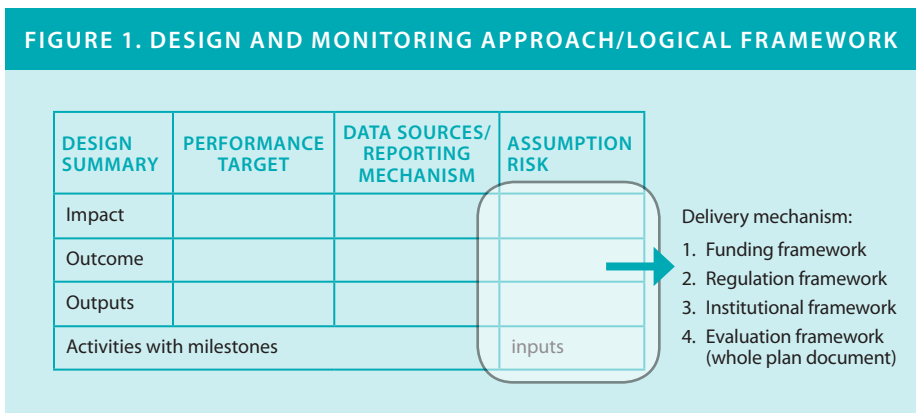 FIGURE 1. DESIGN AND MONITORING APPROACH/LOGICAL FRAMEWORK
DESIGN
SUMMARY
PERFORMANCE
TARGET
DATA SOURCES/
REPORTING
MECHANISM
ASSUMPTION
RISK
Impact
Outcome
Outputs
Activities with milestones
inputs
Delivery mechanism:
1. Funding framework
2. Regulation framework
3. Institutional framework
4. Evaluation framework
(whole plan document)